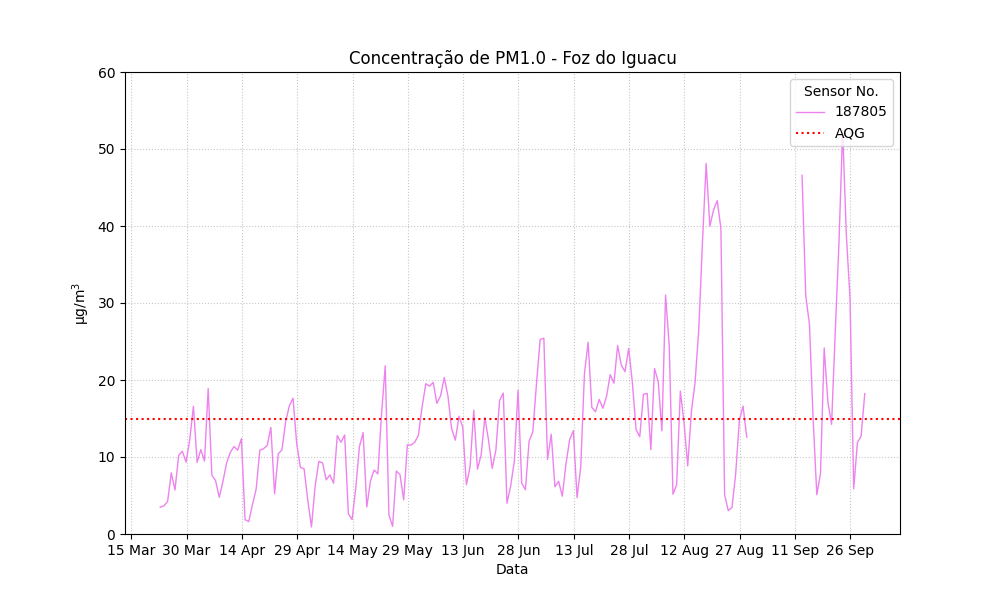 Concentração de PM1.0 - Foz do Iguacu
Sensor No.
187805
AQG
60
50
40
30
20
10
0
µg/m³
15 Mar 30 Mar 14 Apr 29 Apr 14 May 29 May 13 Jun 28 Jun 13 Jul 28 Jul 12 Aug 27 Aug 11 Sep 26 Sep
Data